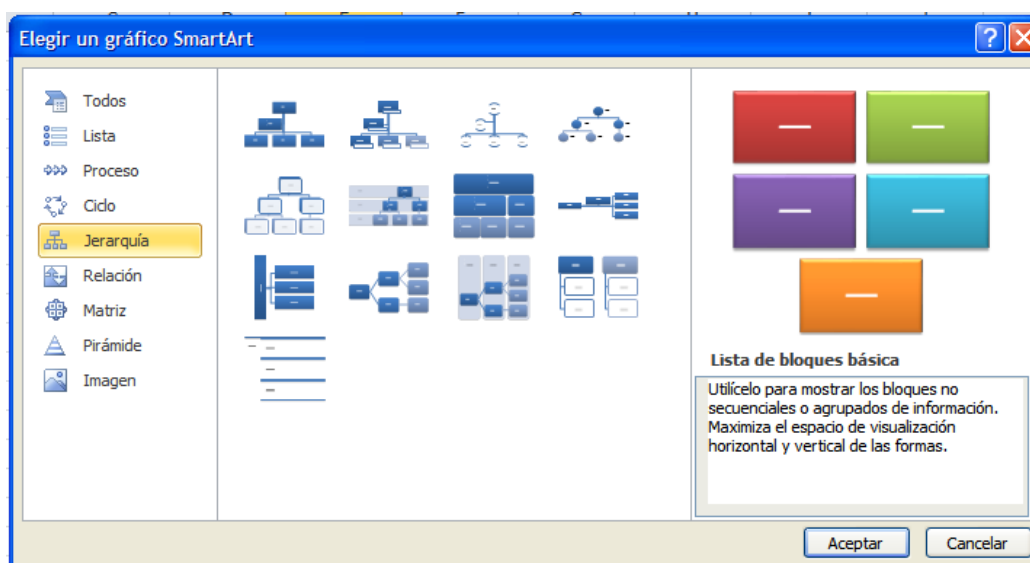 Elegir un gráfico SmartArt
Todos
Lista
Proceso
Ciclo
Jerarquía
Relación
Matriz
Pirámide
Imagen
Lista de bloques básica
Utilícelo para mostrar los bloques no
secuenciales o agrupados de información.
Maximiza el espacio de visualización
horizontal y vertical de las formas.
Aceptar
Cancelar